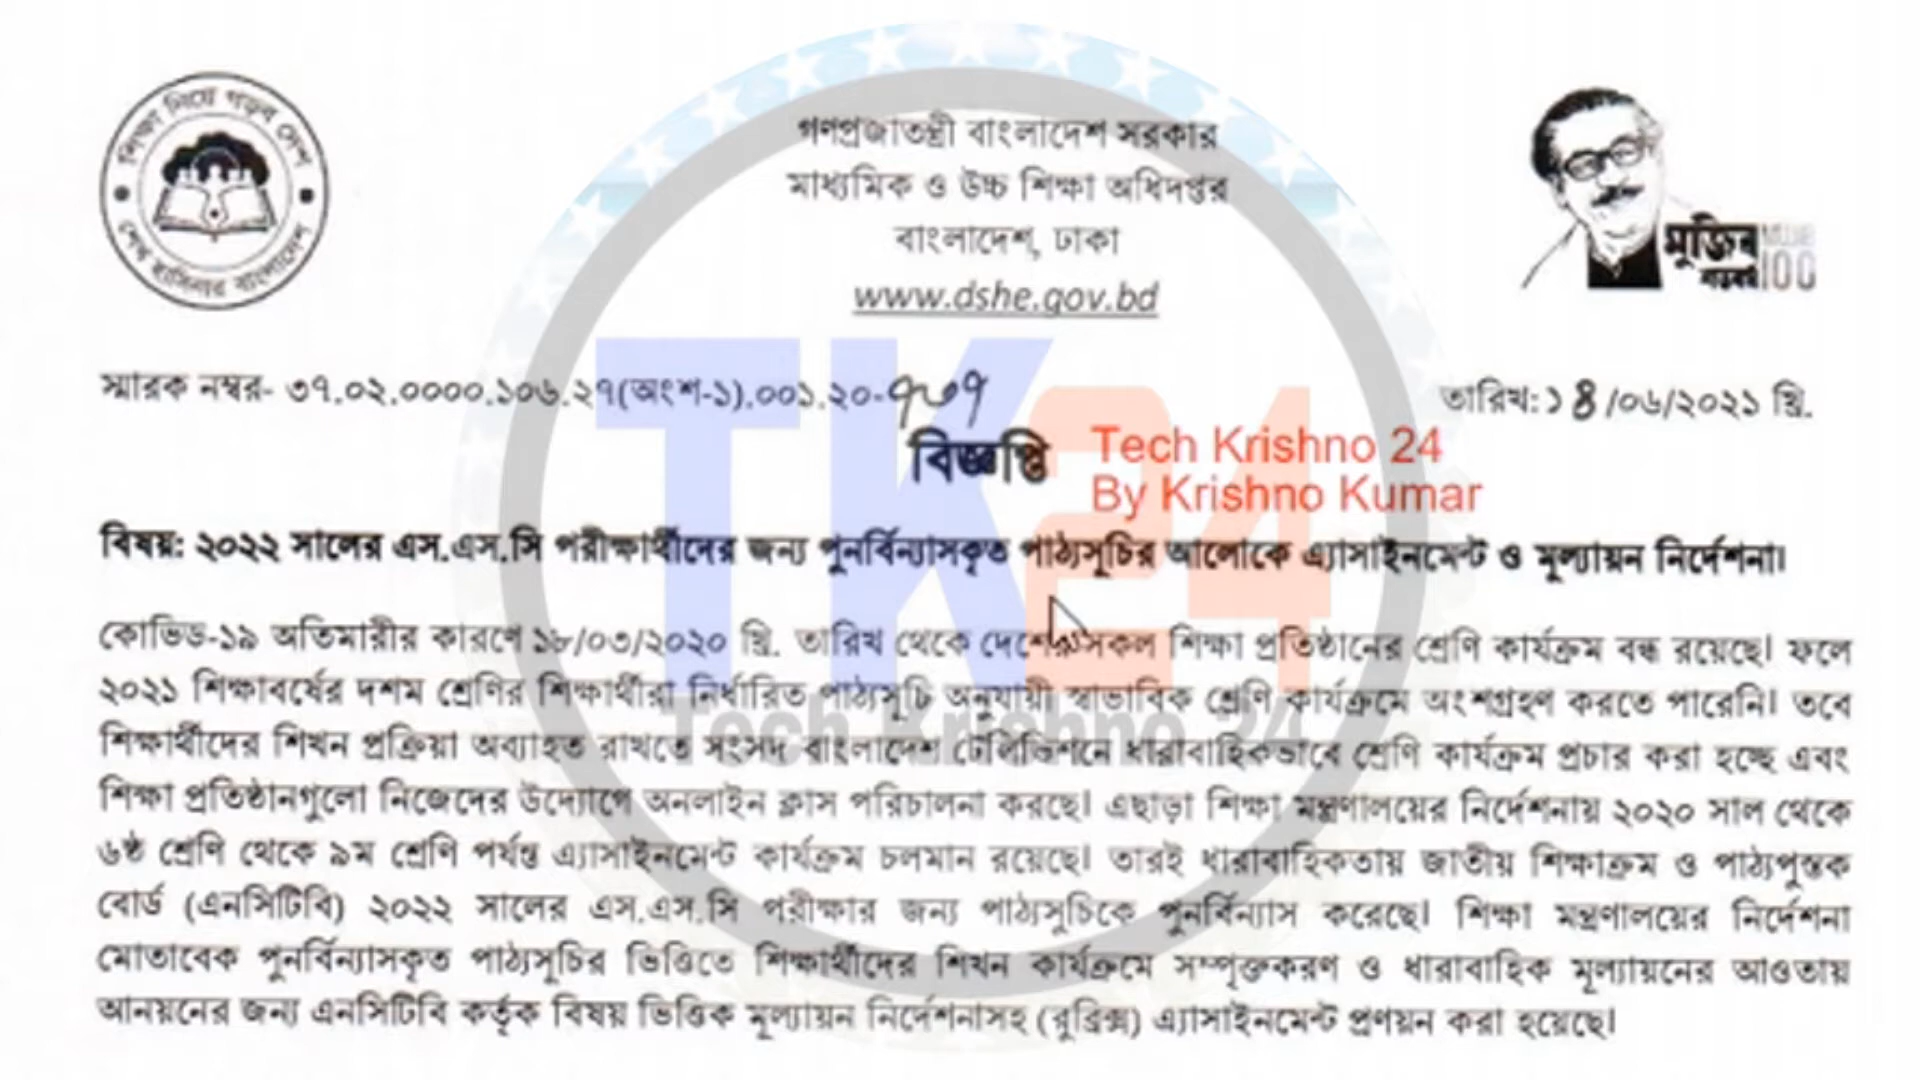 শিক্ষা নিয়ে গড়ব দেশ
শেখ হাসিনার বাংলাদেশ
গণপ্রজাতন্ত্রী বাংলাদেশ সরকার
মাধ্যমিক ও উচ্চ শিক্ষা অধিদপ্তর
বাংলাদেশ, ঢাকা
www.dshe.gov.bd
মুজিব
শতবর্ষ 100
স্মারক নম্বর- ৩৭.০২.০০০০.১০৬.২৭(অংশ-১).০০১.২০-৭০৭
তারিখ:১৪/০৬/২০২১ খ্রি.
বিজ্ঞপ্তি
Tech Krishno 24
By Krishno Kumar
বিষয়: ২০২২ সালের এস.এস.সি পরীক্ষার্থীদের জন্য পুনর্বিন্যাসকৃত পাঠ্যসূচির আলোকে এ্যাসাইনমেন্ট ও মূল্যায়ন নির্দেশনা।
কোভিড-১৯ অতিমারীর কারণে ১৮/০৩/২০২০ খ্রি. তারিখ থেকে দেশের সকল শিক্ষা প্রতিষ্ঠানের শ্রেণি কার্যক্রম বন্ধ রয়েছে। ফলে
২০২১ শিক্ষাবর্ষের দশম শ্রেণির শিক্ষার্থীরা নির্ধারিত পাঠ্যসূচি অনুযায়ী স্বাভাবিক শ্রেণি কার্যক্রমে অংশগ্রহণ করতে পারেনি। তবে
শিক্ষার্থীদের শিখন প্রক্রিয়া অব্যাহত রাখতে সংসদ বাংলাদেশ টেলিভিশনে ধারাবাহিকভাবে শ্রেণি কার্যক্রম প্রচার করা হচ্ছে এবং
শিক্ষা প্রতিষ্ঠানগুলো নিজেদের উদ্যোগে অনলাইন ক্লাস পরিচালনা করছে। এছাড়া শিক্ষা মন্ত্রণালয়ের নির্দেশনায় ২০২০ সাল থেকে
৬ষ্ঠ শ্রেণি থেকে ৯ম শ্রেণি পর্যন্ত এ্যাসাইনমেন্ট কার্যক্রম চলমান রয়েছে। তারই ধারাবাহিকতায় জাতীয় শিক্ষাক্রম ও পাঠ্যপুস্তক
বোর্ড (এনসিটিবি) ২০২২ সালের এস.এস.সি পরীক্ষার জন্য পাঠ্যসূচিকে পুনর্বিন্যাস করেছে। শিক্ষা মন্ত্রণালয়ের নির্দেশনা
মোতাবেক পুনর্বিন্যাসকৃত পাঠ্যসূচির ভিত্তিতে শিক্ষার্থীদের শিখন কার্যক্রমে সম্পৃক্তকরণ ও ধারাবাহিক মূল্যায়নের আওতায়
আনয়নের জন্য এনসিটিবি কর্তৃক বিষয় ভিত্তিক মূল্যায়ন নির্দেশনাসহ (রুব্রিক্স) এ্যাসাইনমেন্ট প্রণয়ন করা হয়েছে।
TK24
Tech Krishno 24